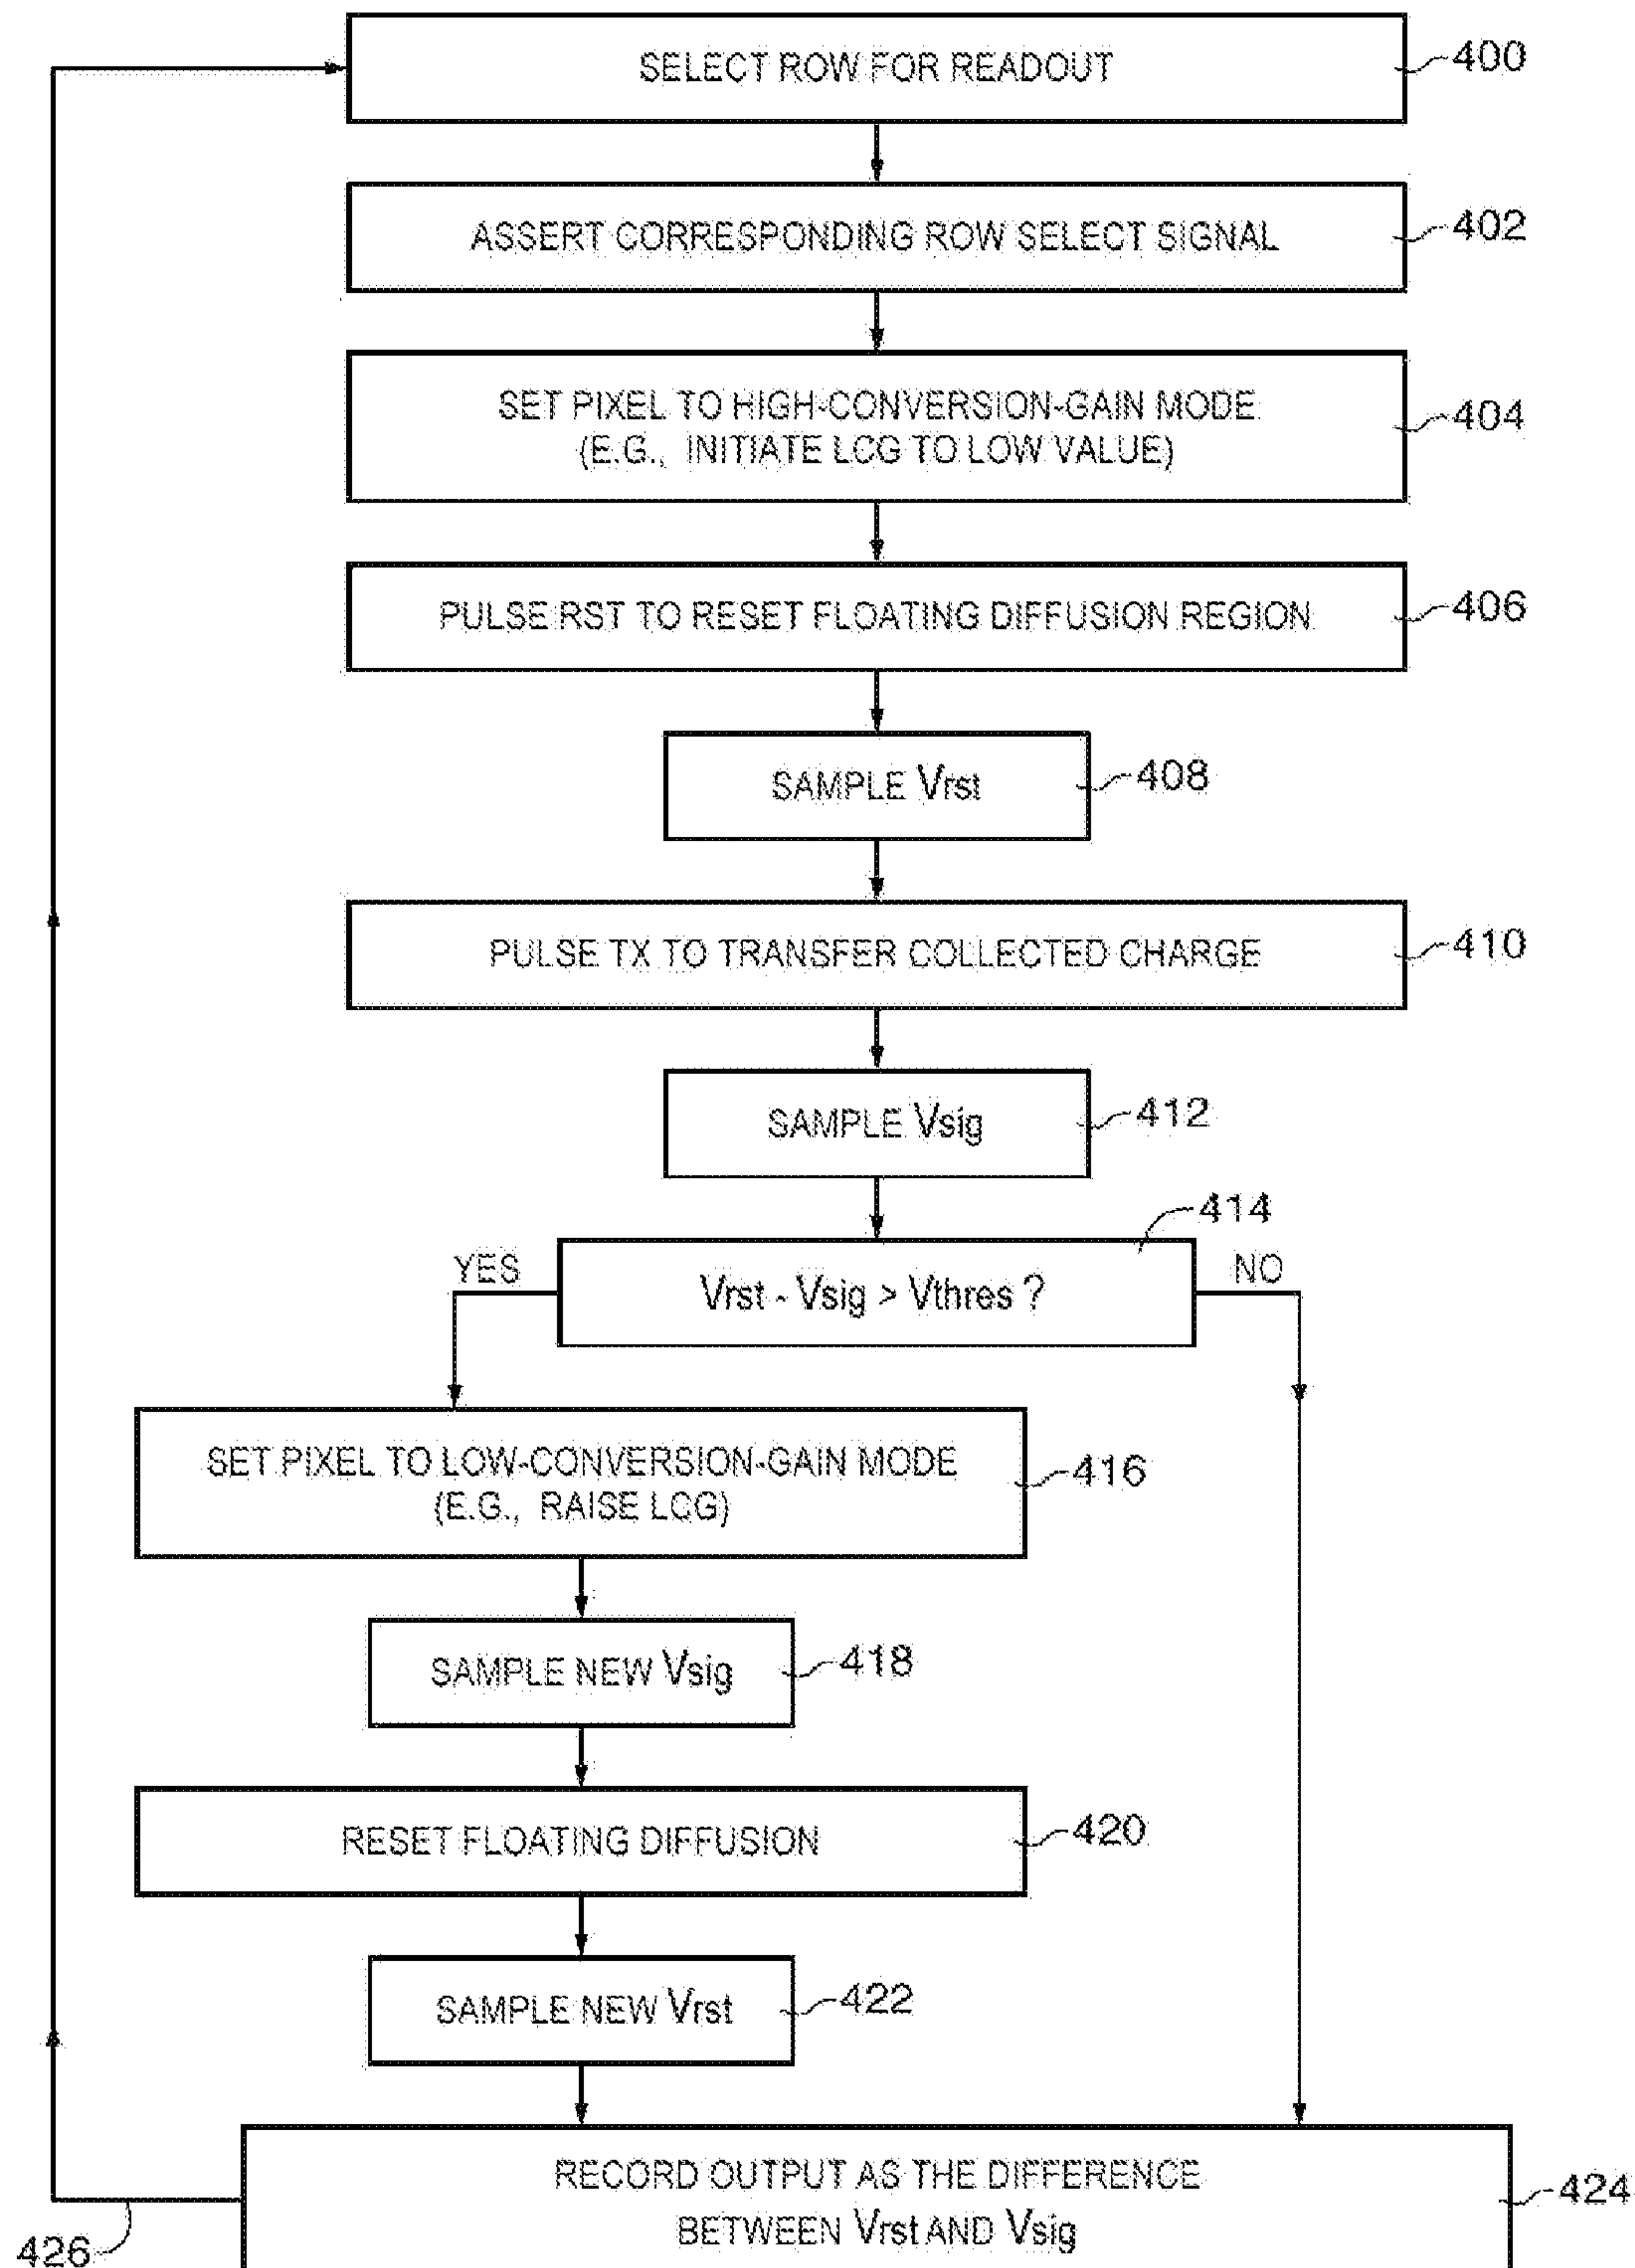 SELECT ROW FOR READOUT
400
ASSERT CORRESPONDING ROW SELECT SIGNAL
402
SET PIXEL TO HIGH-CONVERSION-GAIN MODE
(E.G., INITIATE LCG TO LOW VALUE)
404
PULSE RST TO RESET FLOATING DIFFUSION REGION
406
SAMPLE Vrst
408
PULSE TX TO TRANSFER COLLECTED CHARGE
410
SAMPLE Vsig
412
414
YES
Vrst - Vsig > Vthres ?
NO
SET PIXEL TO LOW-CONVERSION-GAIN MODE
(E.G., RAISE LCG)
416
SAMPLE NEW Vsig
418
RESET FLOATING DIFFUSION
420
SAMPLE NEW Vrst
422
RECORD OUTPUT AS THE DIFFERENCE
BETWEEN Vrst AND Vsig
424
426